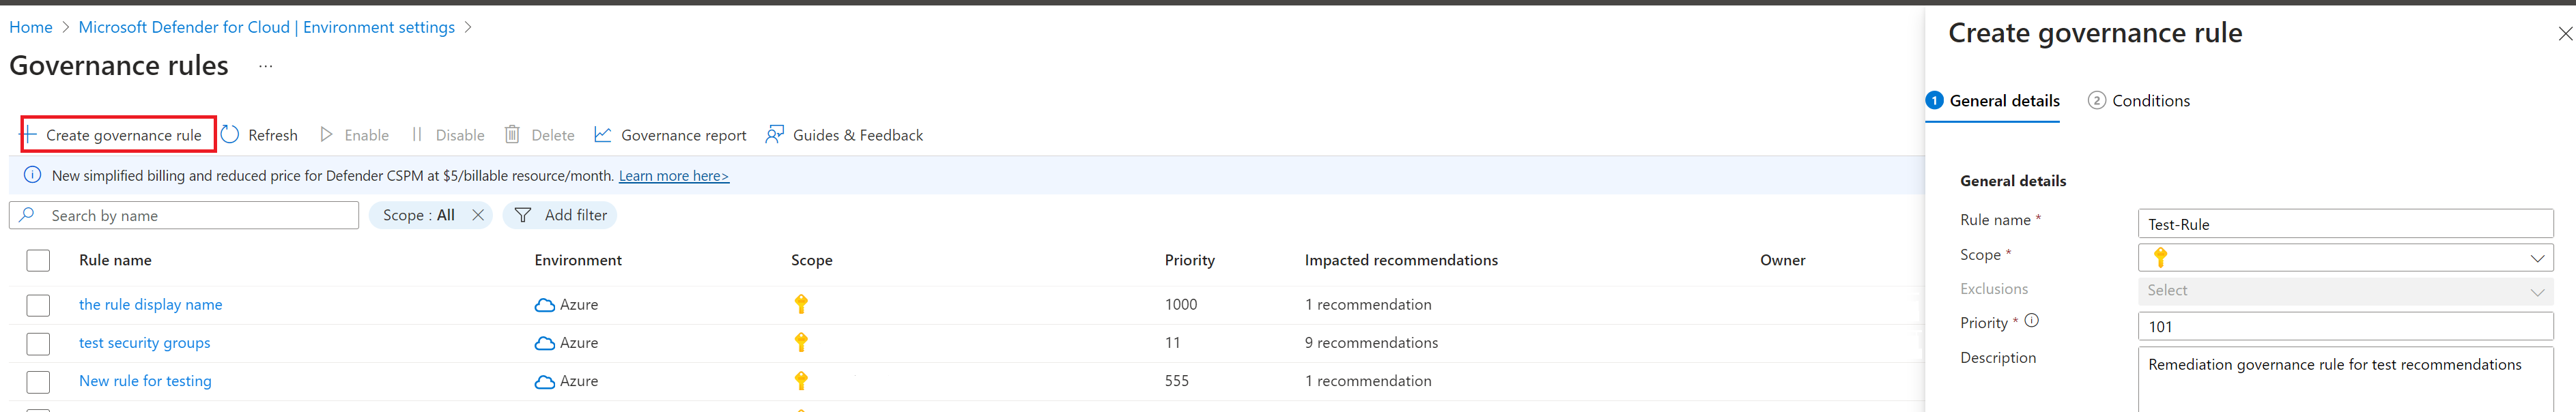 Home > Microsoft Defender for Cloud | Environment settings >
Governance rules ...
Create governance rule Refresh Enable Disable Delete Governance report Guides & Feedback
New simplified billing and reduced price for Defender CSPM at $5/billable resource/month. Learn more here>
Search by name Scope : All Add filter
Rule name Environment Scope Priority Impacted recommendations Owner
the rule display name Azure 1000 1 recommendation
test security groups Azure 11 9 recommendations
New rule for testing Azure 555 1 recommendation
Create governance rule
1 General details 2 Conditions
General details
Rule name * Test-Rule
Scope *
Exclusions Select
Priority * 101
Description Remediation governance rule for test recommendations